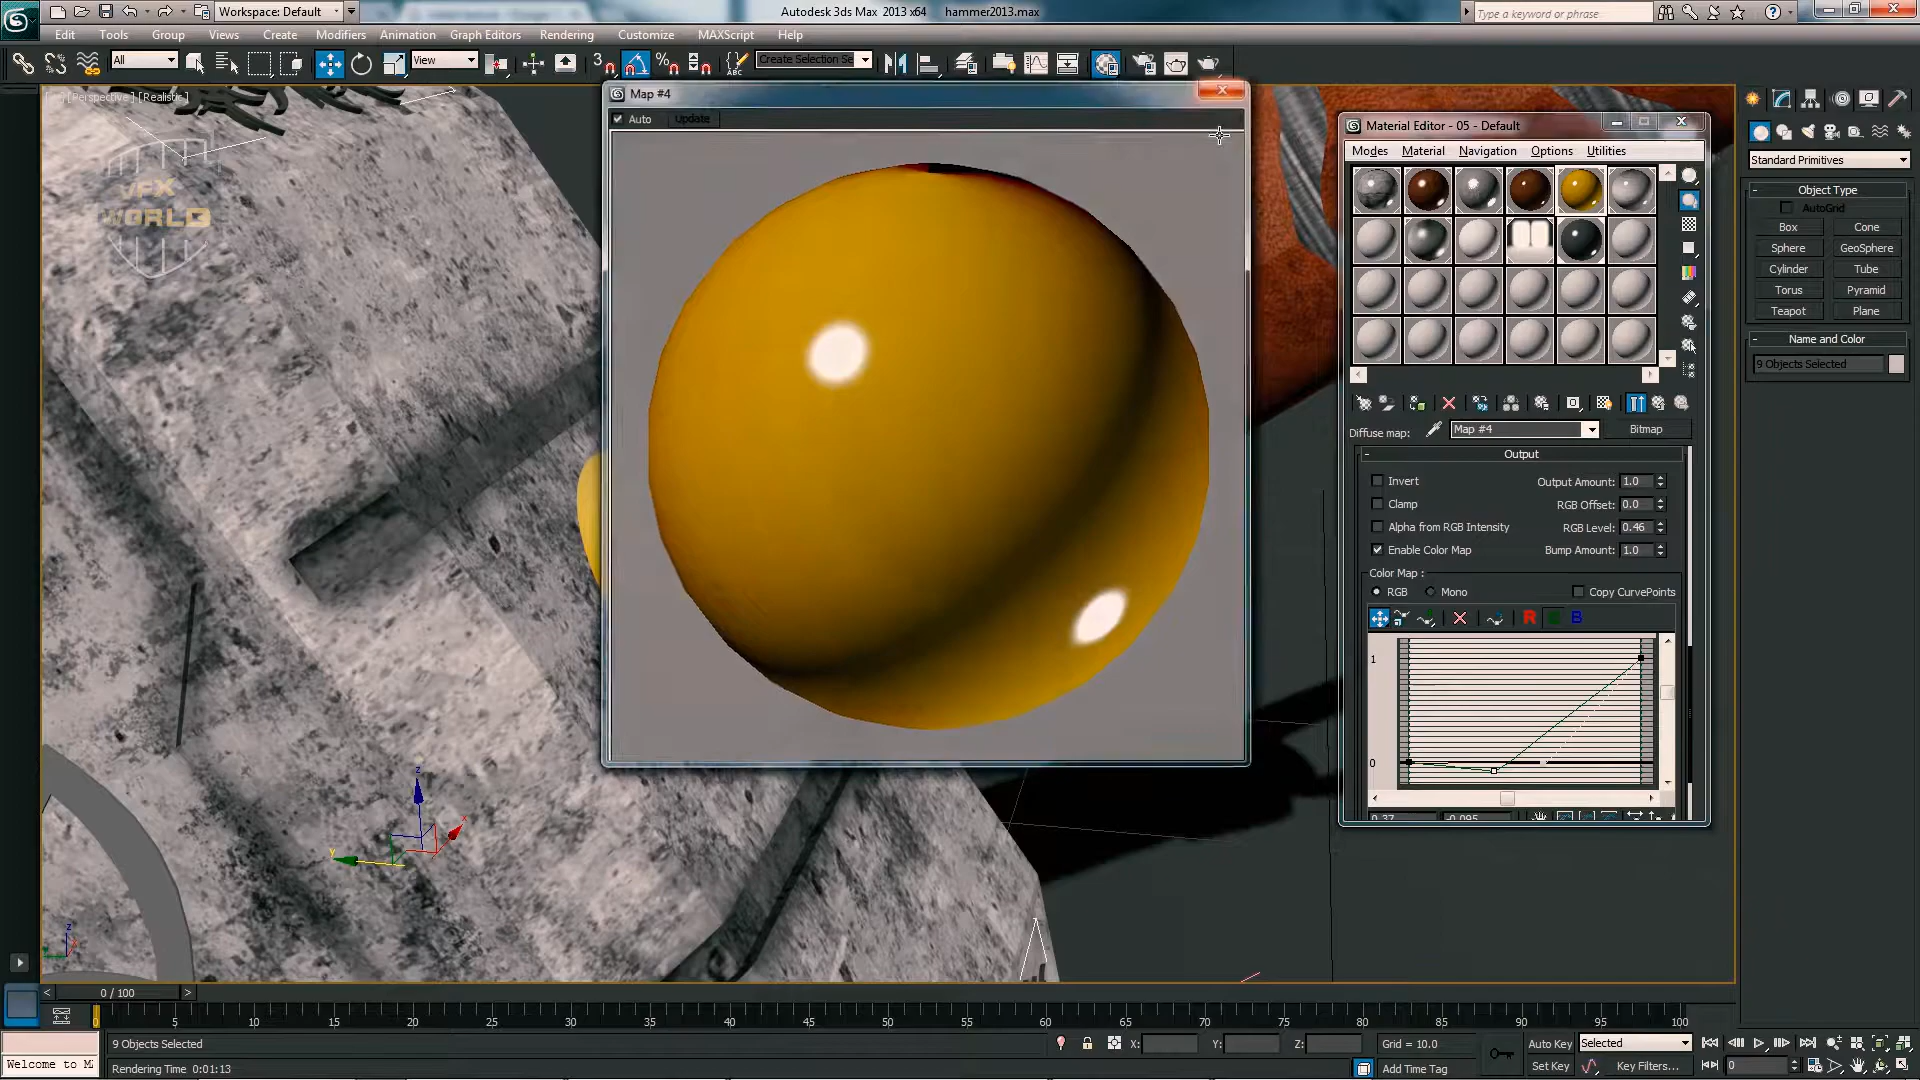 Workspace: Default
Autodesk 3ds Max 2013 x64 hammer2013.max
Type a keyword or phrase
Edit Tools Group Views Create Modifiers Animation Graph Editors Rendering Customize MAXScript Help
All
View
3
%
ABC
Create Selection Se
[Perspective] [Realistic]
VFX
WORLD
Map #4
Auto Update
Material Editor - 05 - Default
Modes Material Navigation Options Utilities
Diffuse map: Map #4 Bitmap
Output
Invert Output Amount: 1.0
Clamp RGB Offset: 0.0
Alpha from RGB Intensity RGB Level: 0.46
Enable Color Map Bump Amount: 1.0
Color Map :
RGB Mono Copy CurvePoints
R B
1
0
0.37 -0.095
Standard Primitives
Object Type
AutoGrid
Box Cone
Sphere GeoSphere
Cylinder Tube
Torus Pyramid
Teapot Plane
Name and Color
9 Objects Selected
z
x
y
z
x
< 0 / 100 >
0 5 10 15 20 25 30 35 40 45 50 55 60 65 70 75 80 85 90 95 100
9 Objects Selected X: Y: Z: Grid = 10.0 Auto Key Selected
Welcome to M
Rendering Time 0:01:13 Add Time Tag Set Key Key Filters... 0